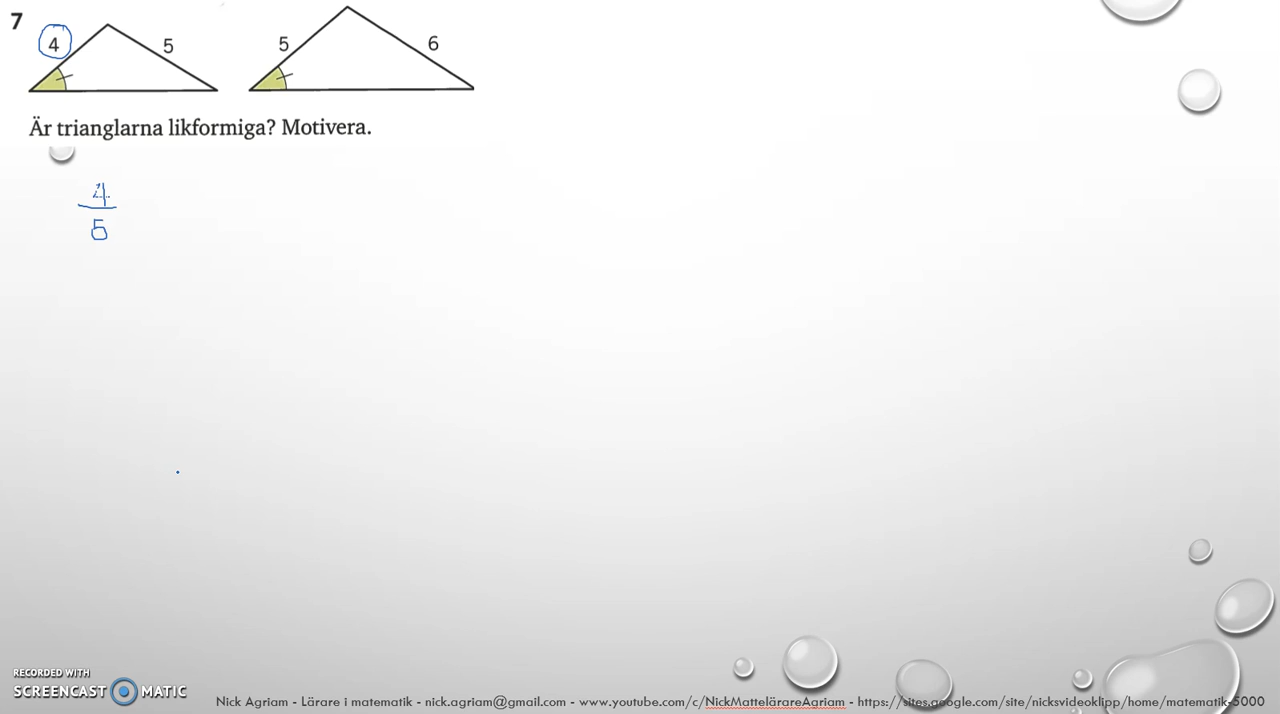 7
4
5
5
6
Är trianglarna likformiga? Motivera.
4
5
RECORDED WITH
SCREENCAST MATIC
Nick Agriam - Lärare i matematik - nick.agriam@gmail.com - www.youtube.com/c/NickMattelärareAgriam - https://sites.google.com/site/nicksvideoklipp/home/matematik-5000